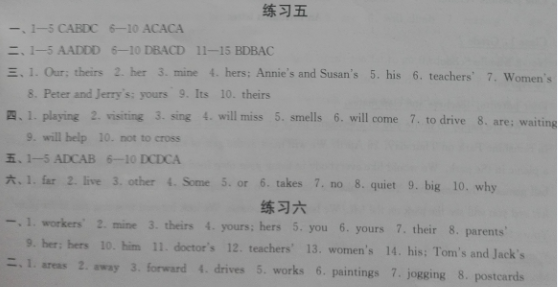 练习五
一、1—5 CABDC 6—10 ACACA
二、1—5 AADDD 6—10 DBACD 11—15 BDBAC
三、1. Our; theirs 2. her 3. mine 4. hers; Annie's and Susan's 5. his 6. teachers' 7. Women's
8. Peter and Jerry's; yours 9. Its 10. theirs
四、1. playing 2. visiting 3. sing 4. will miss 5. smells 6. will come 7. to drive 8. are; waiting
9. will help 10. not to cross
五、1—5 ADCAB 6—10 DCDCA
六、1. far 2. live 3. other 4. Some 5. or 6. takes 7. no 8. quiet 9. big 10. why
练习六
一、1. workers' 2. mine 3. theirs 4. yours; hers 5. you 6. yours 7. their 8. parents'
9. her; hers 10. him 11. doctor's 12. teachers' 13. women's 14. his; Tom's and Jack's
二、1. areas 2. away 3. forward 4. drives 5. works 6. paintings 7. jogging 8. postcards